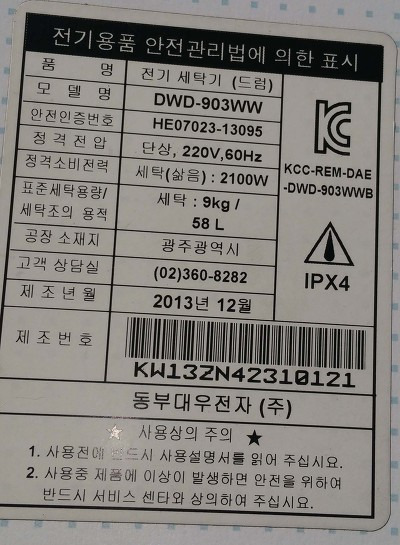 전기용품 안전관리법에 의한 표시
품 명 전기 세탁기 (드럼)
모 델 명 DWD-903WW
안전인증번호 HE07023-13095
정 격 전 압 단상, 220V,60Hz
정격소비전력 세탁(삶음) : 2100W
표준세탁용량/ 세탁 : 9kg /
세탁조의 용적 58 L
공장 소재지 광주광역시
고객 상담실 (02)360-8282
제 조 년 월 2013년 12월
KCC-REM-DAE
-DWD-903WWB
IPX4
제 조 번 호
KW13ZN42310121
동부대우전자 (주)
★ 사용상의 주의 ★
1. 사용전에 반드시 사용설명서를 읽어 주십시요.
2. 사용중 제품에 이상이 발생하면 안전을 위하여
반드시 서비스 센타와 상의하여 주십시요.